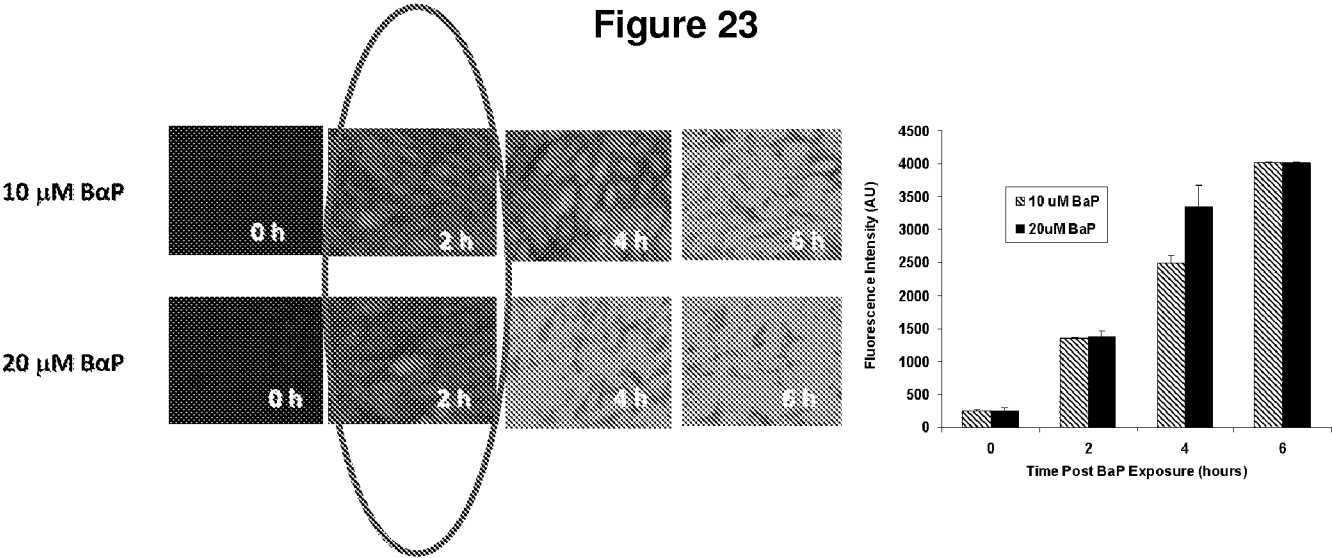 Figure 23
10 μM BαP
0 h
2 h
4 h
6 h
20 μM BαP
0 h
2 h
4 h
6 h
Fluorescence Intensity (AU)
4500
4000
3500
3000
2500
2000
1500
1000
500
0
10 uM BaP
20uM BaP
0
2
4
6
Time Post BaP Exposure (hours)